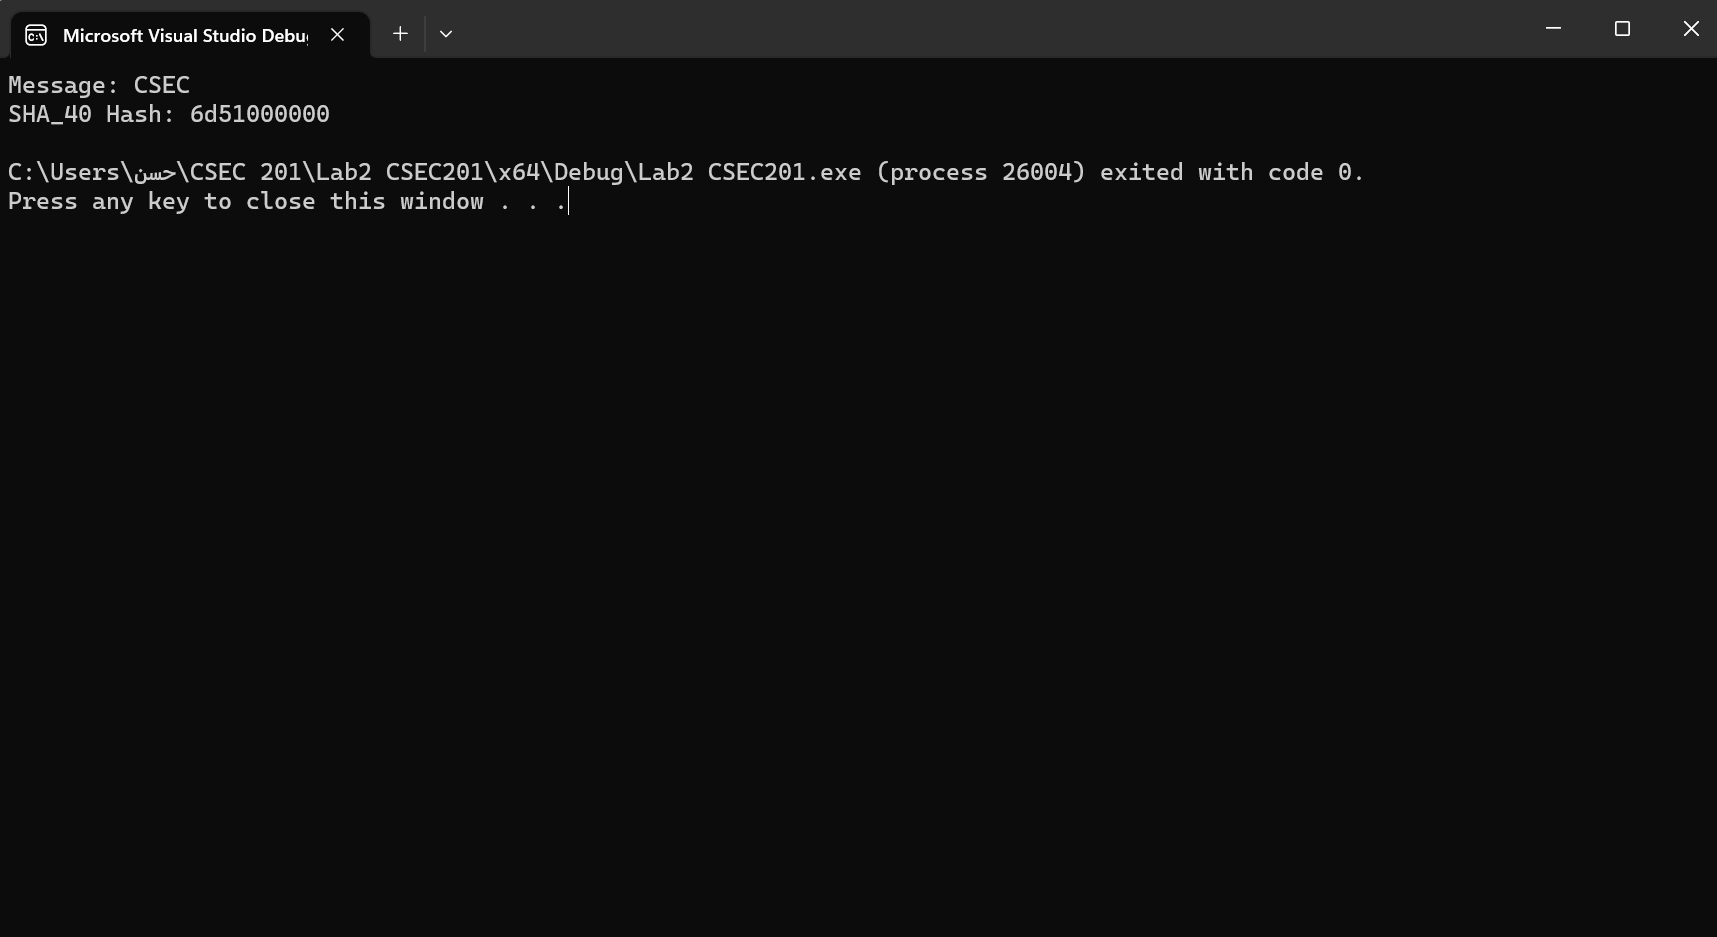 Microsoft Visual Studio Debu
Message: CSEC
SHA_40 Hash: 6d51000000
C:\Users\حسن\CSEC 201\Lab2 CSEC201\x64\Debug\Lab2 CSEC201.exe (process 26004) exited with code 0.
Press any key to close this window . . .